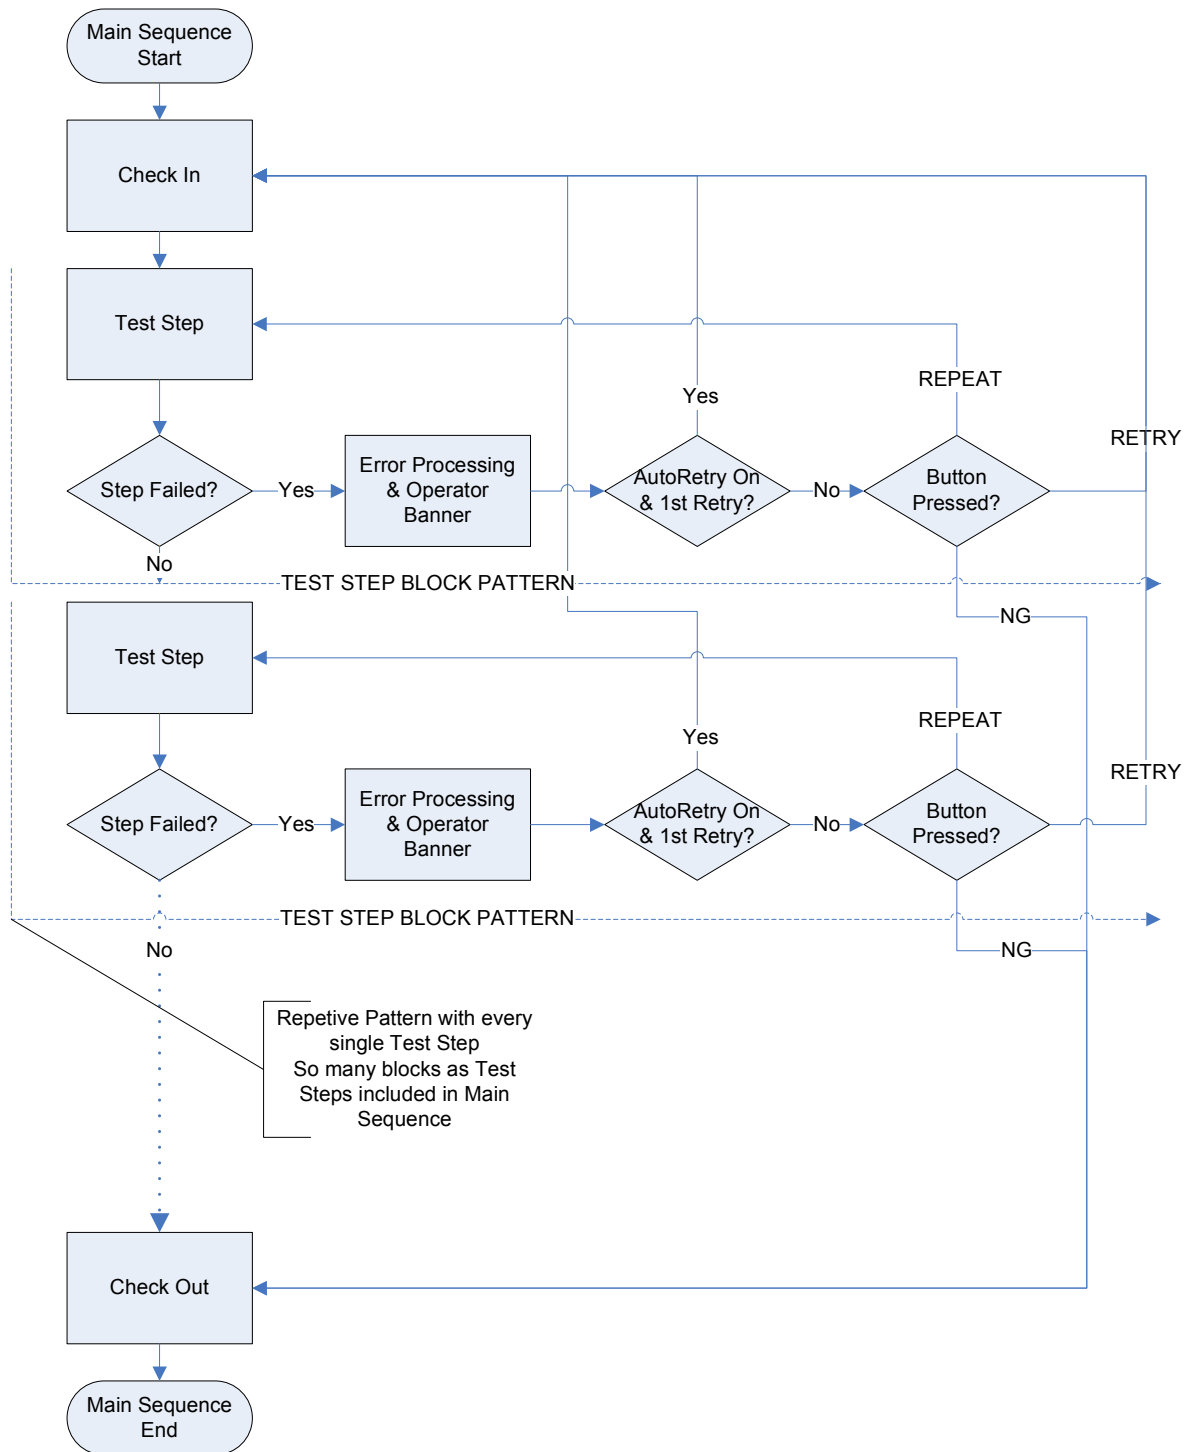 Main Sequence
Start
Check In
Test Step
REPEAT
Yes
RETRY
Step Failed?
Yes
Error Processing
& Operator
Banner
AutoRetry On
& 1st Retry?
No
Button
Pressed?
No
TEST STEP BLOCK PATTERN
NG
Test Step
REPEAT
Yes
RETRY
Step Failed?
Yes
Error Processing
& Operator
Banner
AutoRetry On
& 1st Retry?
No
Button
Pressed?
TEST STEP BLOCK PATTERN
No
NG
Repetive Pattern with every
single Test Step
So many blocks as Test
Steps included in Main
Sequence
Check Out
Main Sequence
End